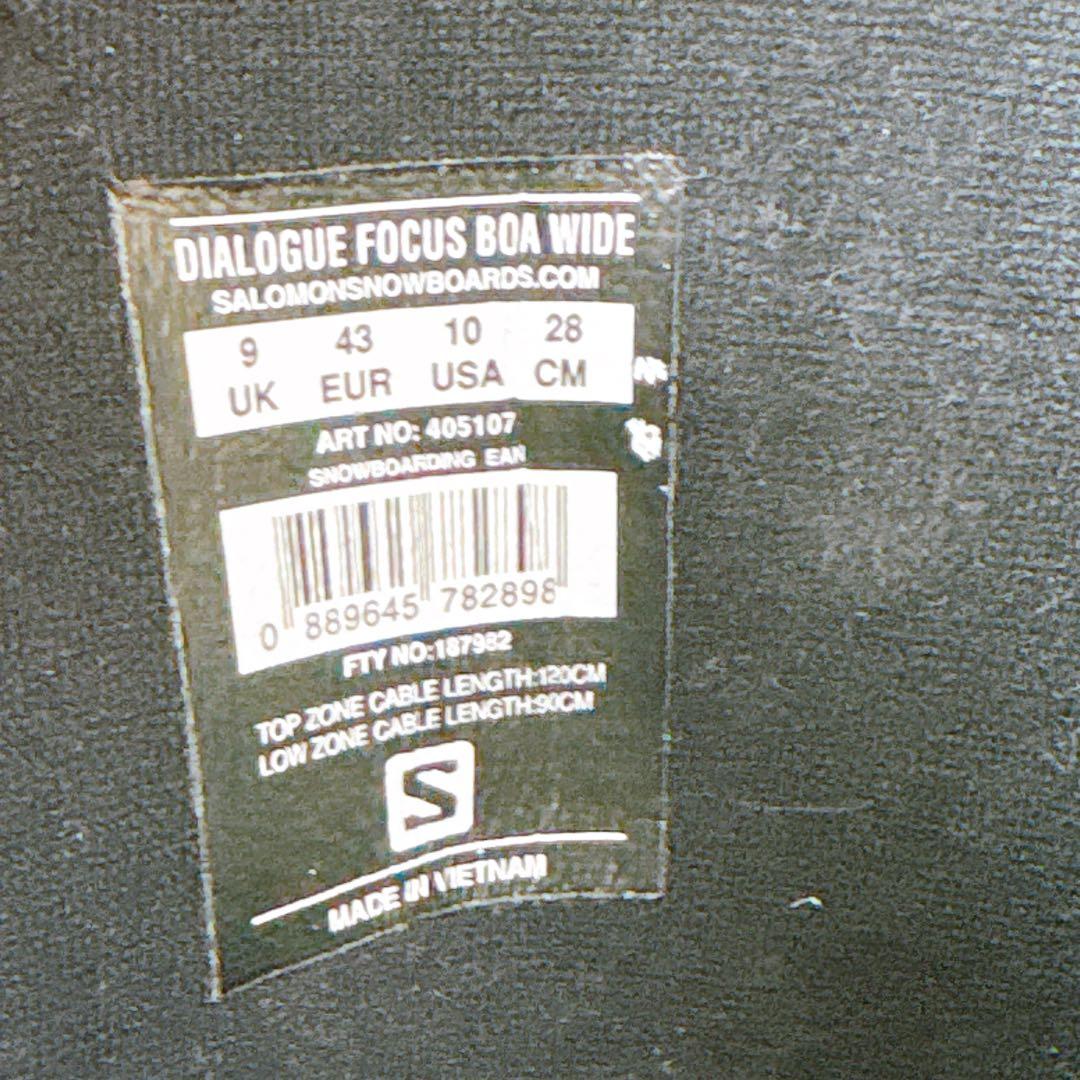 DIALOGUE FOCUS BOA WIDE
SALOMONSNOWBOARDS.COM
9 43 10 28
UK EUR USA CM
ART NO: 405107
SNOWBOARDING EAN
0 889645 782898
FTY NO:187982
TOP ZONE CABLE LENGTH:120CM
LOW ZONE CABLE LENGTH:90CM
S
MADE IN VIETNAM